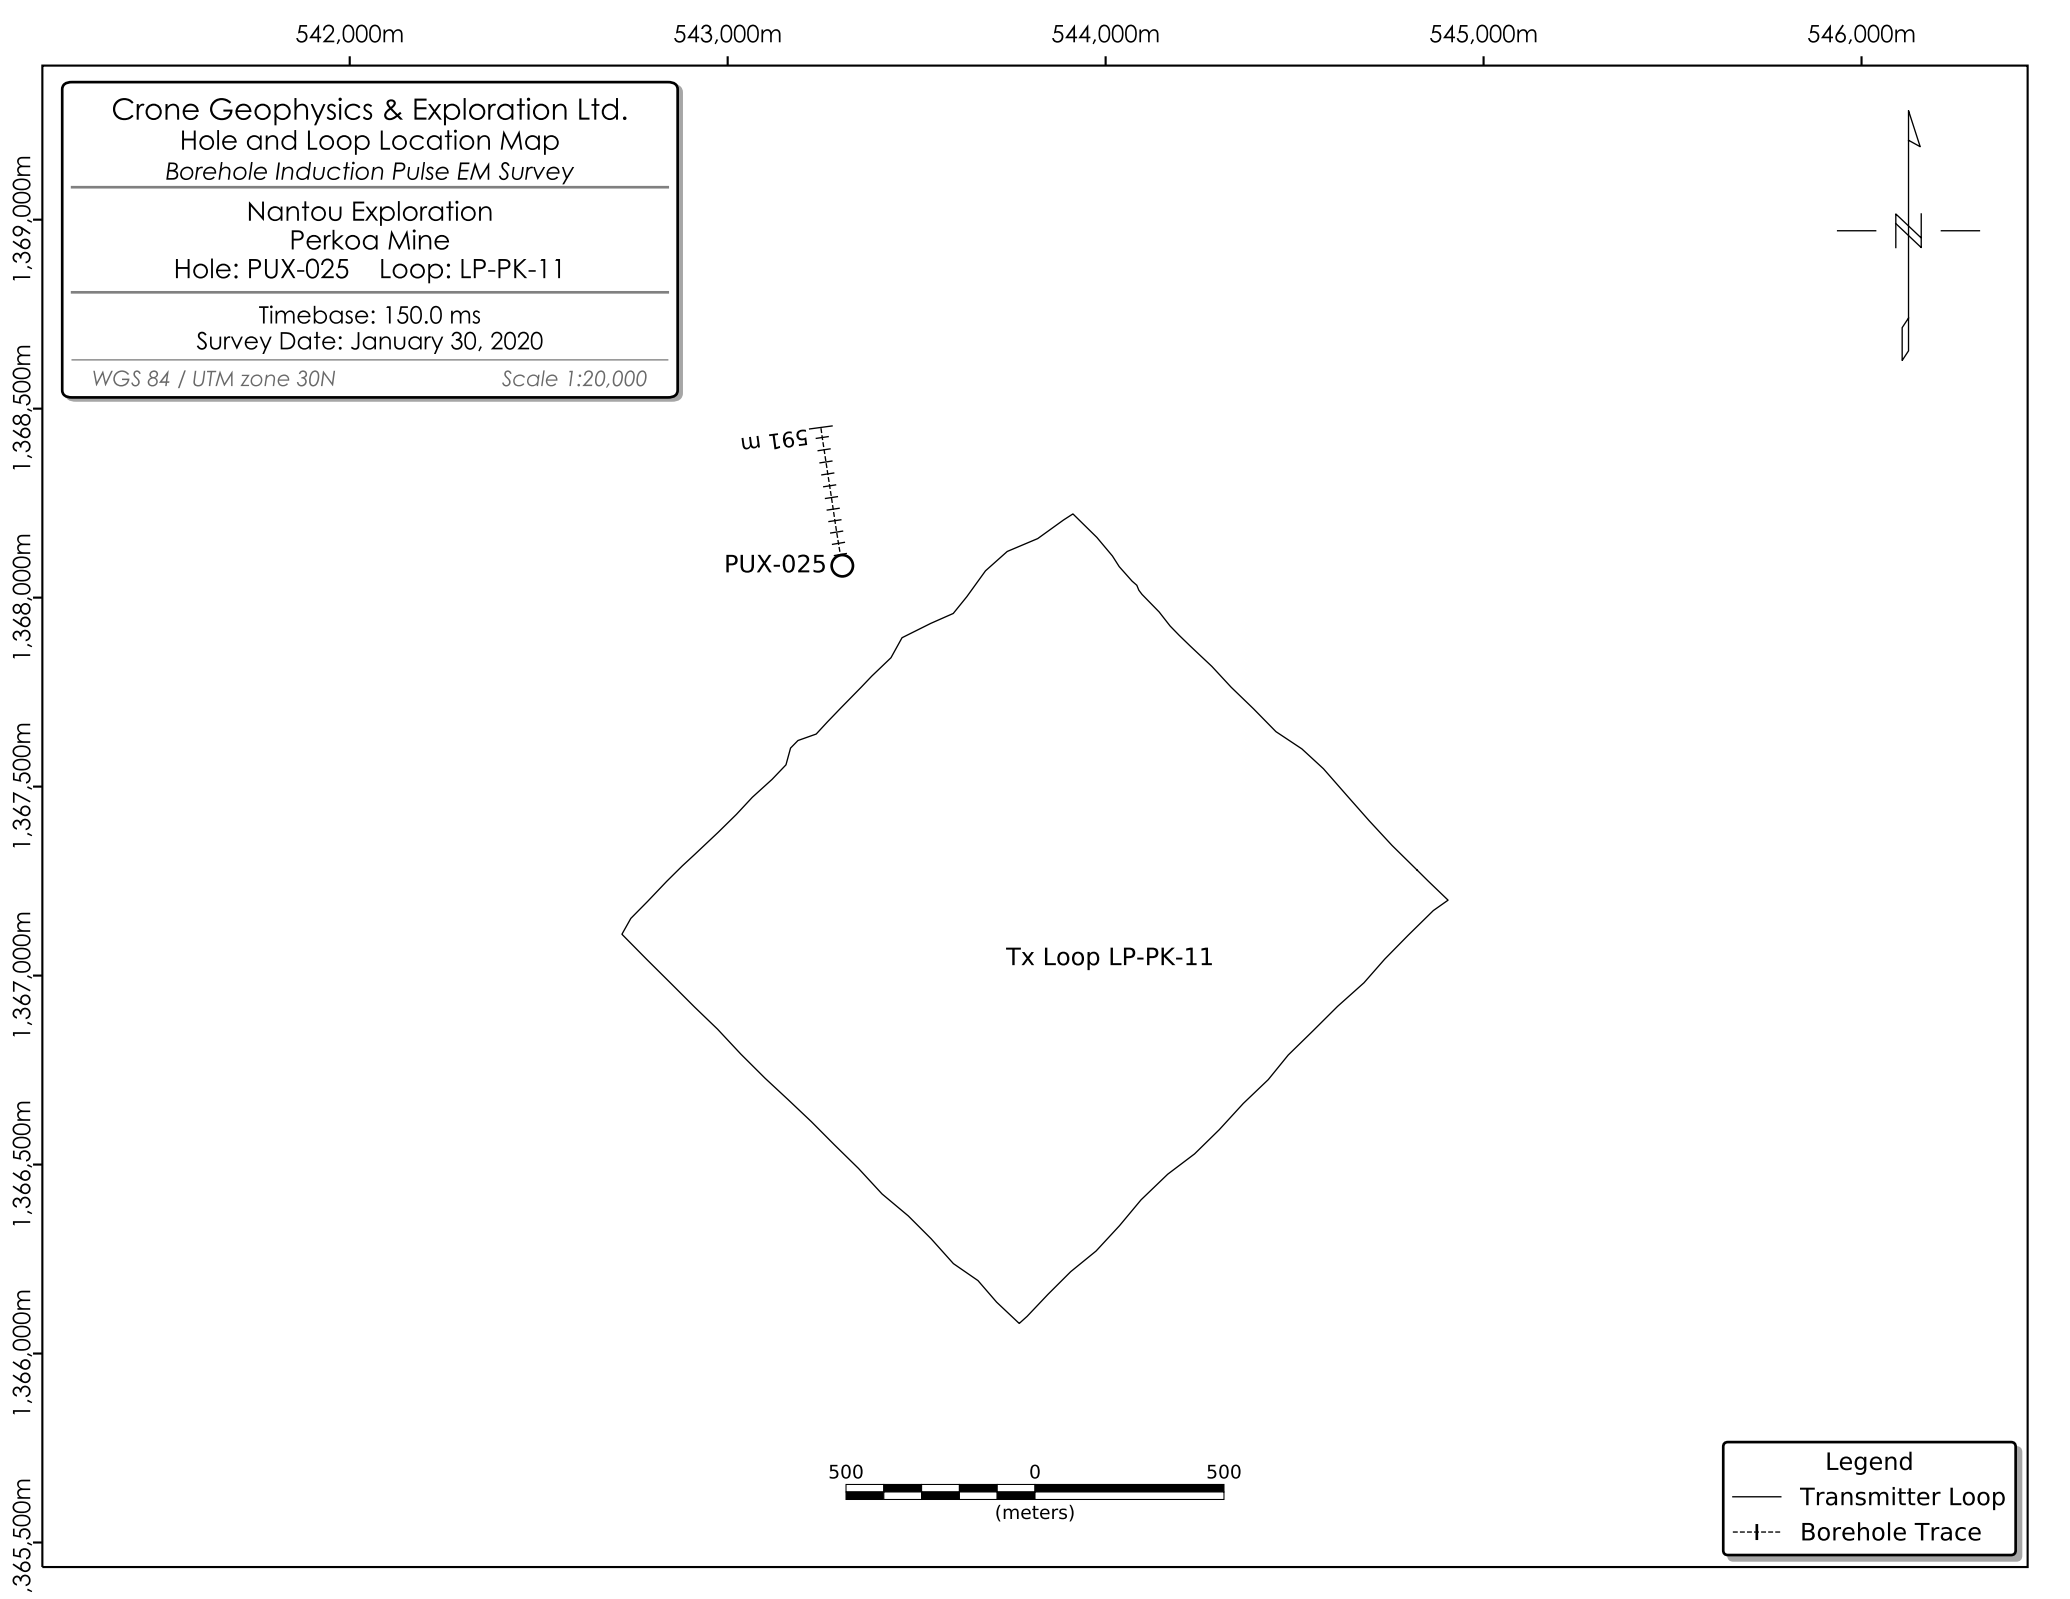 542,000m 543,000m 544,000m 545,000m 546,000m
Crone Geophysics & Exploration Ltd.
Hole and Loop Location Map
Borehole Induction Pulse EM Survey
Nantou Exploration
Perkoa Mine
Hole: PUX-025 Loop: LP-PK-11
Timebase: 150.0 ms
Survey Date: January 30, 2020
WGS 84 / UTM zone 30N Scale 1:20,000
N
1,369,000m
1,368,500m
1,368,000m
1,367,500m
1,367,000m
1,366,500m
1,366,000m
,365,500m
591 m
PUX-025
Tx Loop LP-PK-11
500 0 500
(meters)
Legend
Transmitter Loop
Borehole Trace